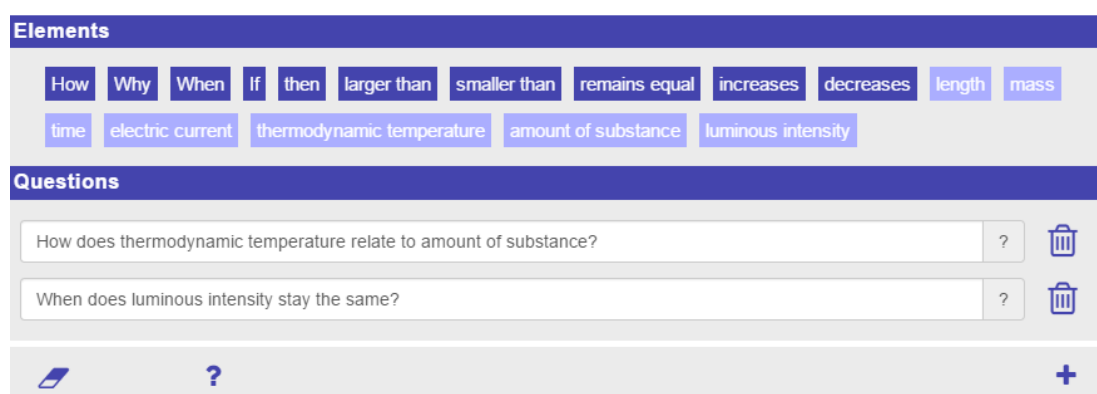 Elements
How Why When If then larger than smaller than remains equal increases decreases length mass
time electric current thermodynamic temperature amount of substance luminous intensity
Questions
How does thermodynamic temperature relate to amount of substance? ?
When does luminous intensity stay the same? ?
? +